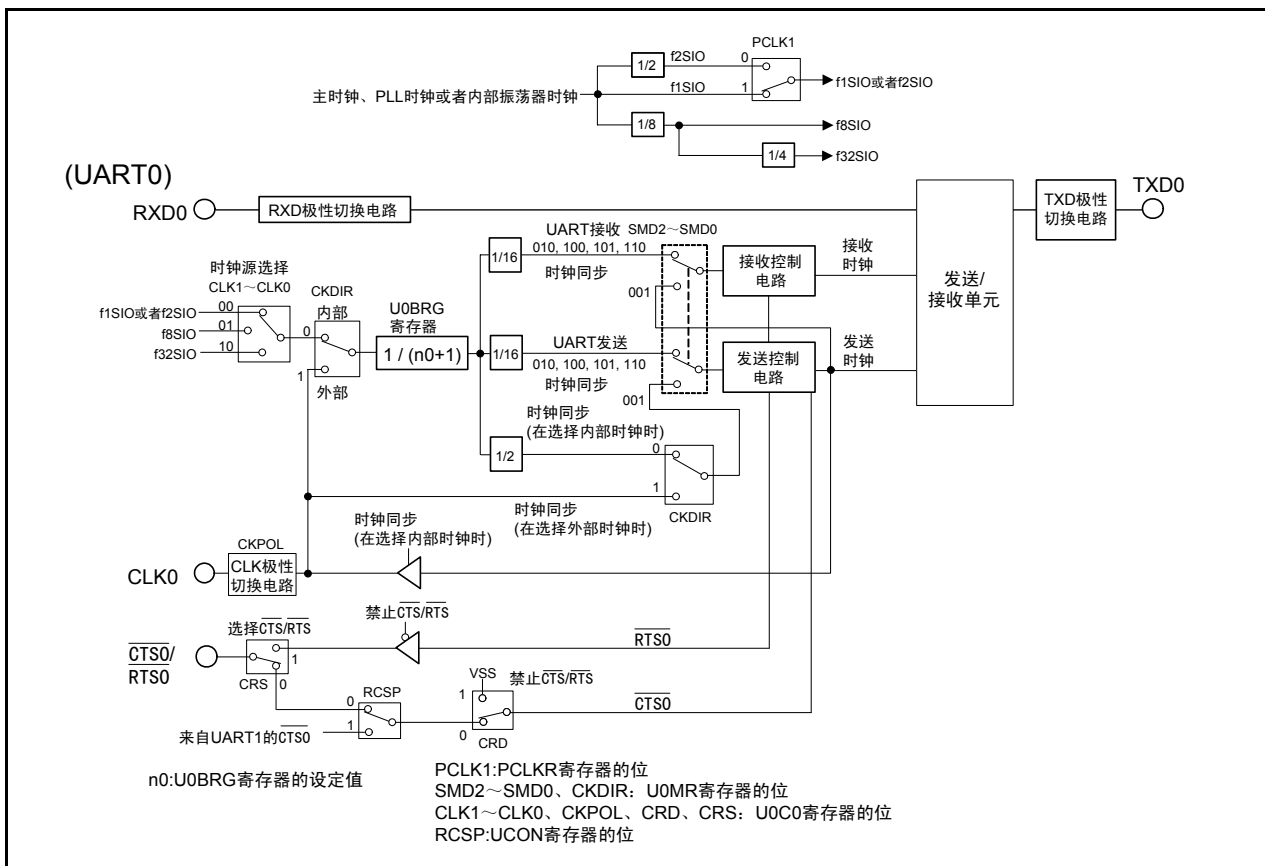 PCLK1
1/2
f2SIO
0
f1SIO
1
f1SIO或者f2SIO
主时钟、PLL时钟或者内部振荡器时钟
1/8
f8SIO
1/4
f32SIO
(UART0)
RXD0
RXD极性切换电路
TXD极性
切换电路
TXD0
UART接收
SMD2～SMD0
1/16
010, 100, 101, 110
时钟同步
接收控制
电路
接收
时钟
发送/
接收单元
001
时钟源选择
CLK1～CLK0
CKDIR
内部
f1SIO或者f2SIO
00
f8SIO
01
f32SIO
10
0
1
外部
U0BRG
寄存器
1 / (n0+1)
1/16
UART发送
010, 100, 101, 110
时钟同步
发送控制
电路
发送
时钟
001
时钟同步
(在选择内部时钟时)
1/2
0
1
CKDIR
时钟同步
(在选择外部时钟时)
时钟同步
(在选择内部时钟时)
CLK0
CKPOL
CLK极性
切换电路
禁止CTS/RTS
选择CTS/RTS
CTS0/
RTS0
1
CRS
0
RTS0
RCSP
0
1
来自UART1的CTS0
VSS
禁止CTS/RTS
1
0
CRD
CTS0
n0:U0BRG寄存器的设定值
PCLK1:PCLKR寄存器的位
SMD2～SMD0、CKDIR：U0MR寄存器的位
CLK1～CLK0、CKPOL、CRD、CRS：U0C0寄存器的位
RCSP:UCON寄存器的位